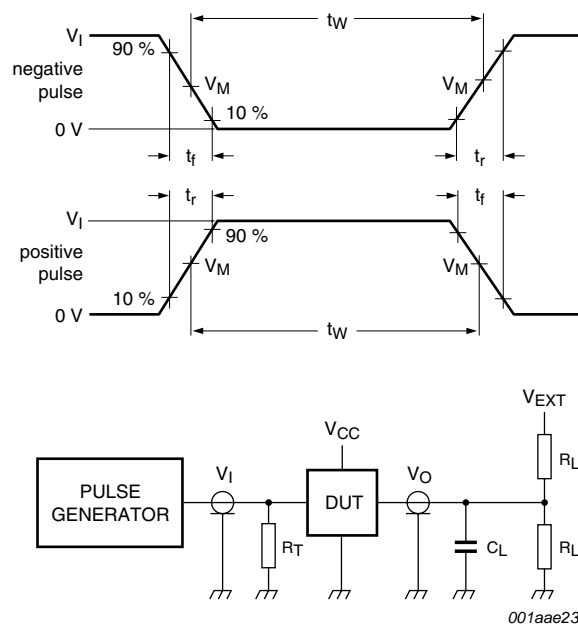 V_I
90 %
negative
pulse
V_M
10 %
0 V
t_W
V_M
t_f
t_r
t_r
t_f
V_I
90 %
positive
pulse
V_M
V_M
10 %
0 V
t_W
V_EXT
V_CC
R_L
PULSE
GENERATOR
V_I
DUT
V_O
R_T
C_L
R_L
001aae23